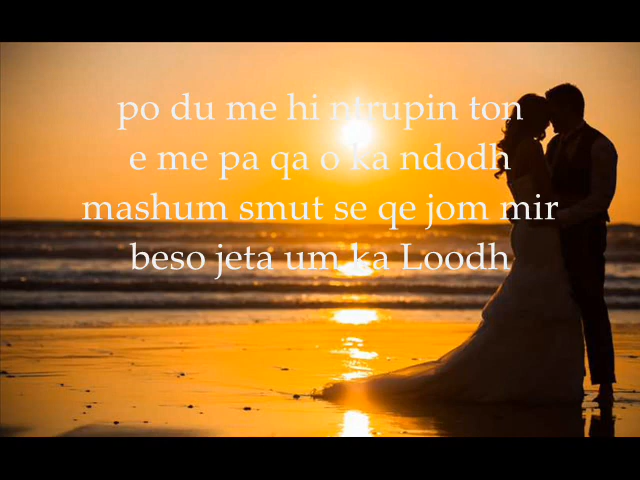 po du me hi ntrupin ton
e me pa qa o ka ndodh
mashum smut se qe jom mir
beso jeta um ka Loodh